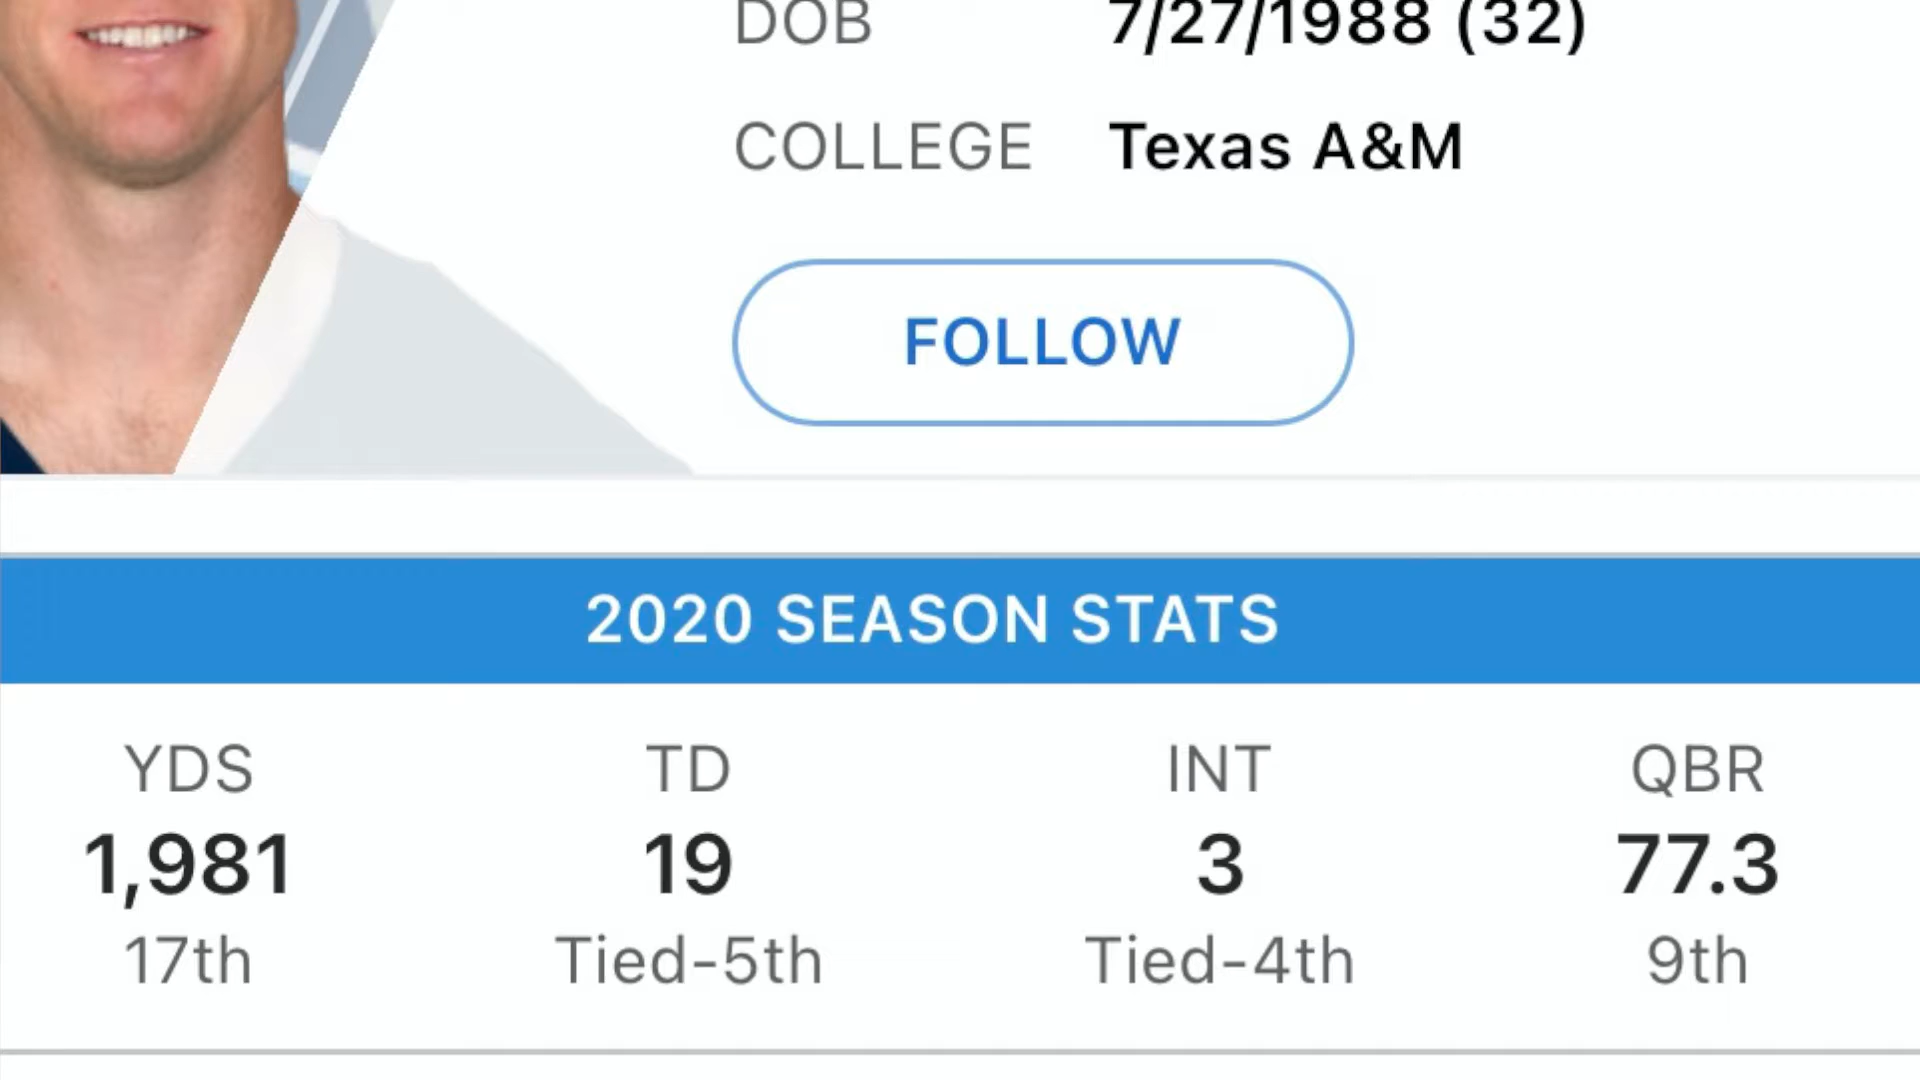 DOB 7/27/1988 (32)
COLLEGE Texas A&M
FOLLOW
2020 SEASON STATS
YDS TD INT QBR
1,981 19 3 77.3
17th Tied-5th Tied-4th 9th